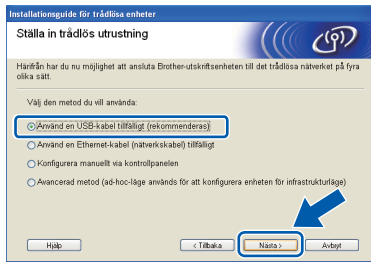 Installationsguide för trådlösa enheter
Ställa in trådlös utrustning
Härifrån har du nu möjlighet att ansluta Brother-utskriftsenheten till det trådlösa nätverket på fyra
olika sätt.
Välj den metod du vill använda:
Använd en USB-kabel tillfälligt (rekommenderas)
Använd en Ethernet-kabel (nätverkskabel) tillfälligt
Konfigurera manuellt via kontrollpanelen
Avancerad metod (ad-hoc-läge används för att konfigurera enheten för infrastrukturläge)
Hjälp
< Tillbaka
Nästa >
Avbryt